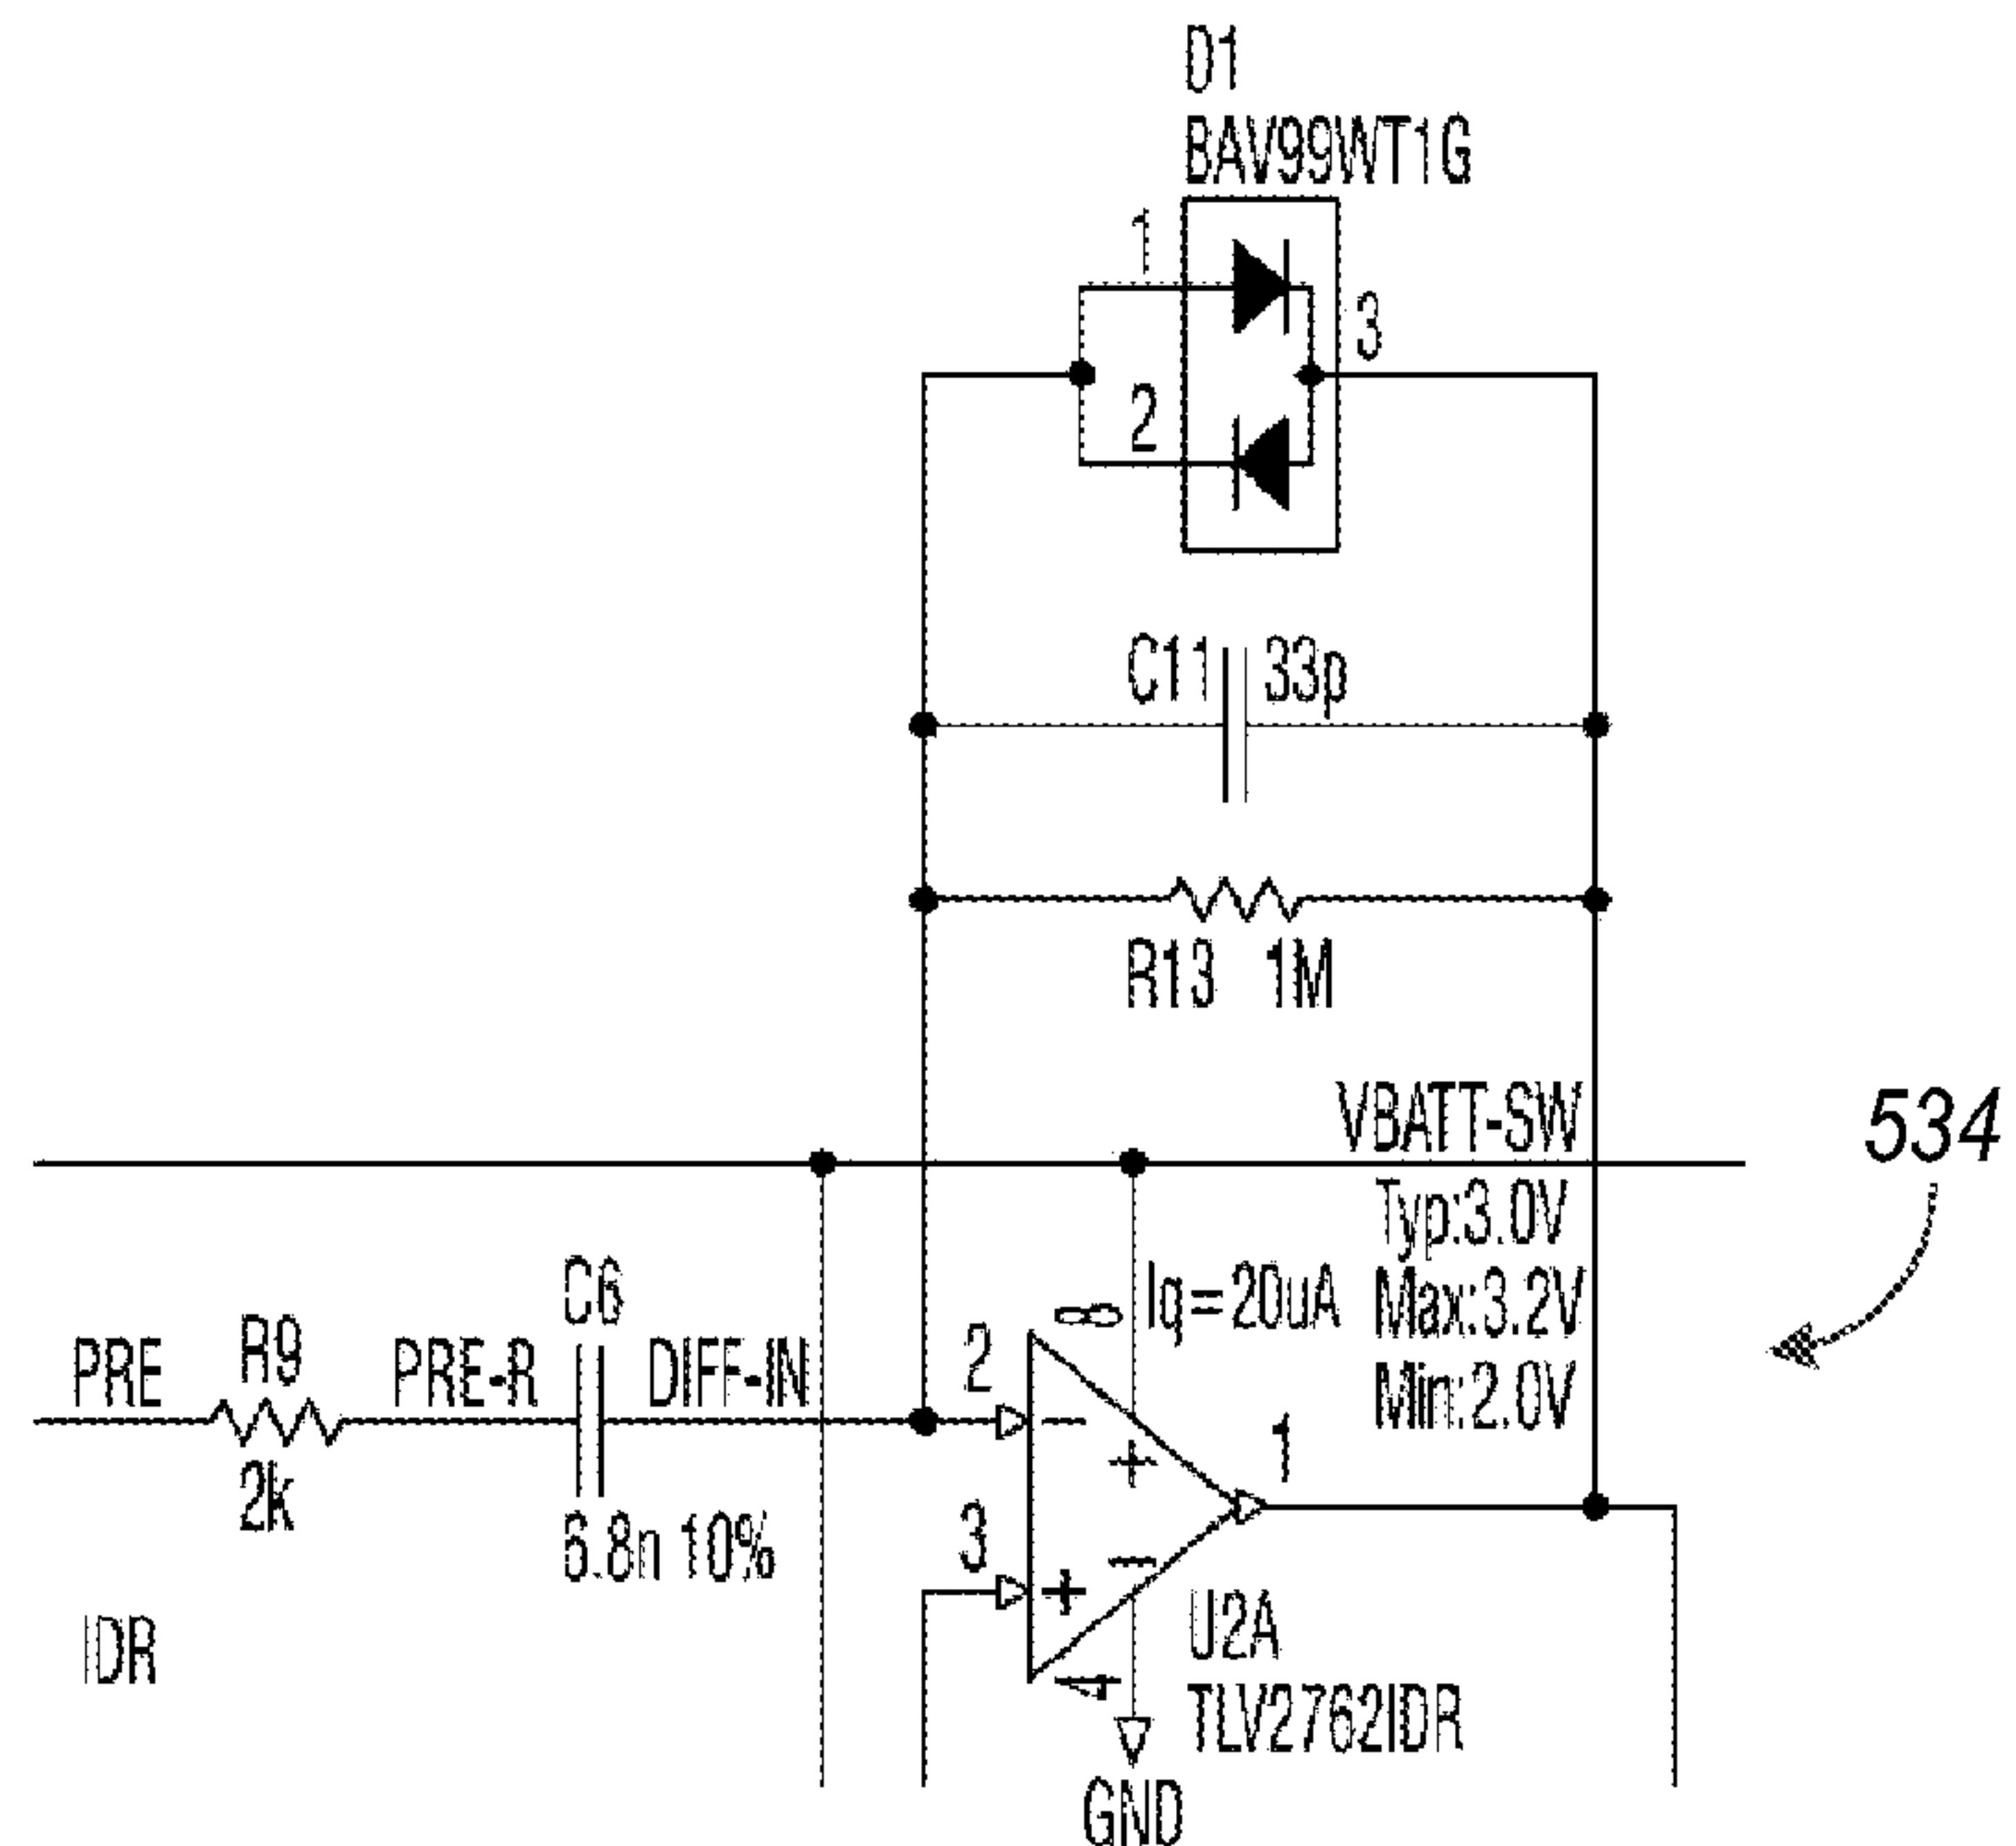 D1
BAV99WT1G
1
3
2
C11 33p
R13 1M
VBATT-SW
534
Typ:3.0V
C6
8 Iq=20uA Max:3.2V
PRE R9 PRE-R DIFF-IN 2
Min:2.0V
1
2k
6.8n 10% 3
U2A
IDR
4
TLV2762IDR
GND